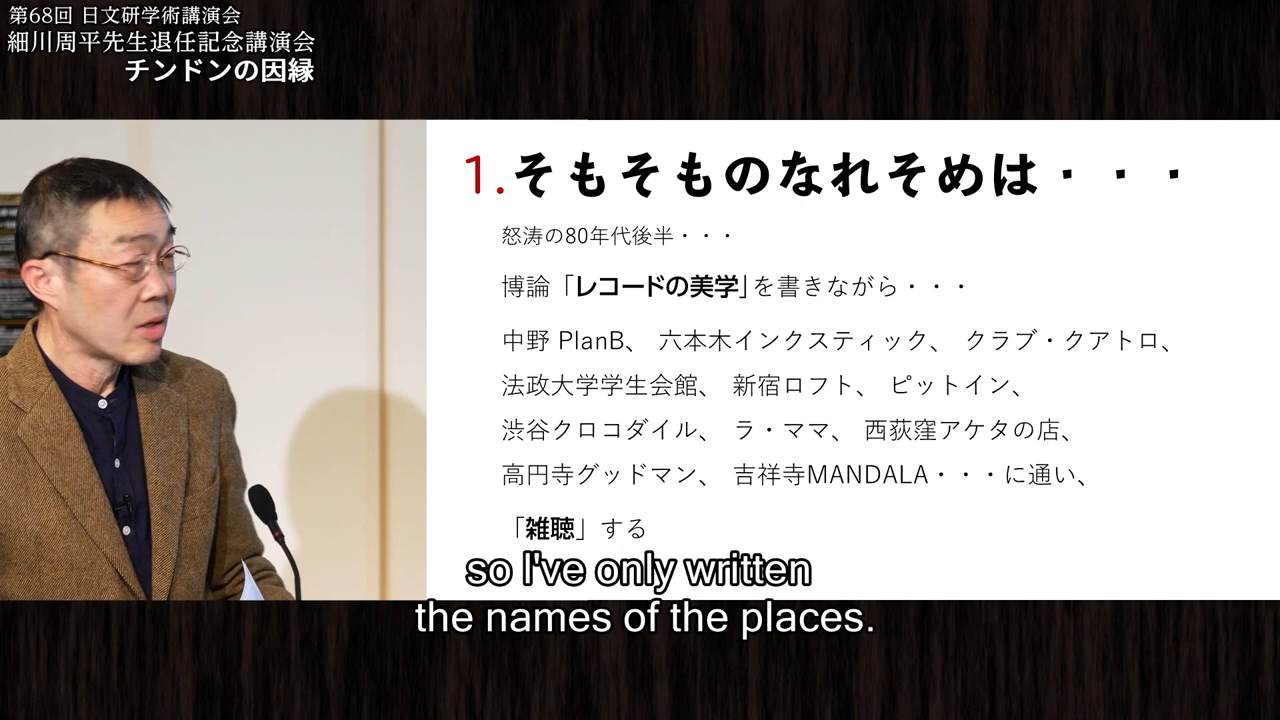 第68回 日文研学術講演会
細川周平先生退任記念講演会
チンドンの因縁
1.そもそものなれそめは・・・
怒涛の80年代後半・・・
博論「レコードの美学」を書きながら・・・
中野 PlanB、 六本木インクスティック、 クラブ・クアトロ、
法政大学学生会館、 新宿ロフト、 ピットイン、
渋谷クロコダイル、 ラ・ママ、 西荻窪アケタの店、
高円寺グッドマン、 吉祥寺MANDALA・・・に通い、
「雑聴」する
so I've only written
the names of the places.